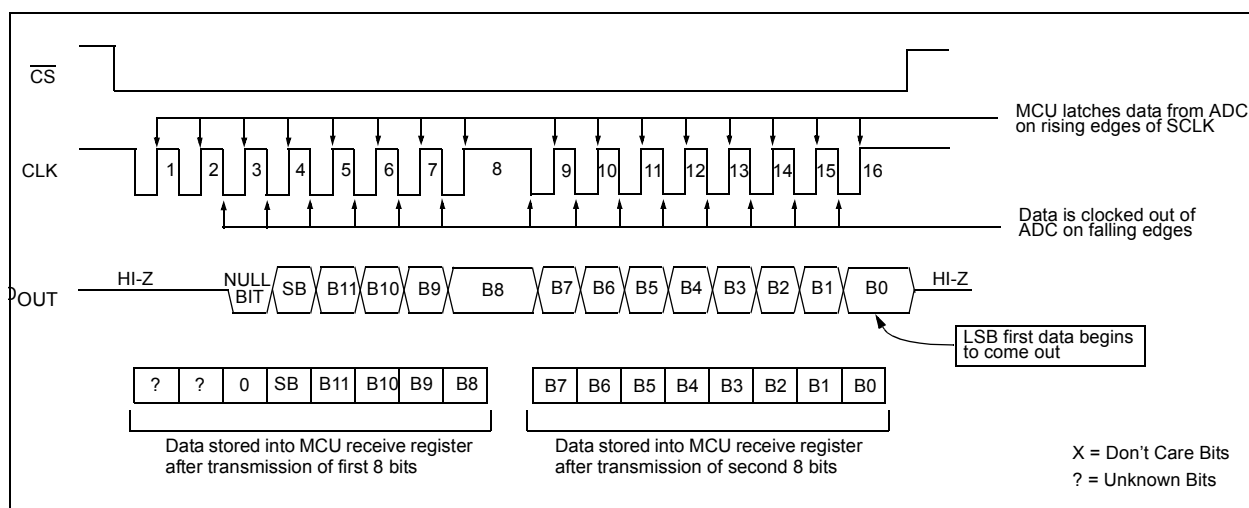 CS
MCU latches data from ADC
on rising edges of SCLK
CLK
1 2 3 4 5 6 7 8 9 10 11 12 13 14 15 16
Data is clocked out of
ADC on falling edges
OUT
HI-Z
NULL
BIT
SB B11 B10 B9 B8 B7 B6 B5 B4 B3 B2 B1 B0
HI-Z
LSB first data begins
to come out
? ? 0 SB B11 B10 B9 B8
B7 B6 B5 B4 B3 B2 B1 B0
Data stored into MCU receive register
after transmission of first 8 bits
Data stored into MCU receive register
after transmission of second 8 bits
X = Don't Care Bits
? = Unknown Bits